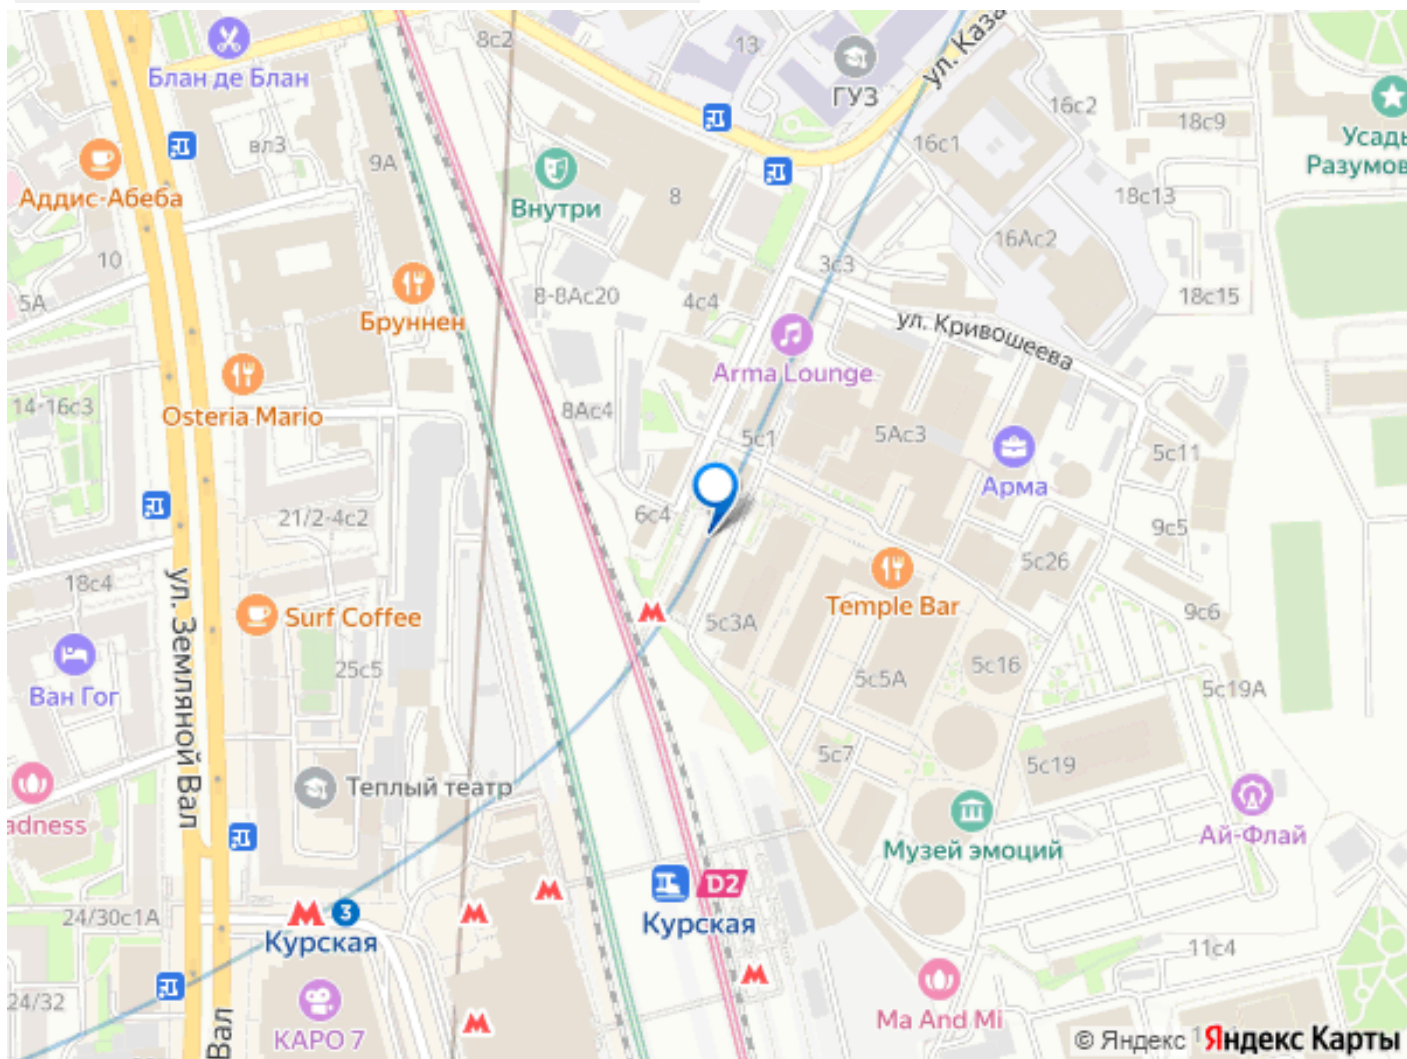 8с2
13
ул. Каза
ГУЗ
Блан де Блан
16с2
18с9
Усадь
Разумов
вл3
9А
16с1
Аддис-Абеба
Внутри
8
18с13
16Ас2
10
3с3
5А
8-8Ас20
4с4
18с15
Бруннен
ул. Кривошеева
Arma Lounge
14-16с3
Osteria Mario
8Ас4
5с1
5Ас3
5с11
Арма
21/2-4с2
6с4
9с5
5с26
18с4
ул. Земляной Вал
Surf Coffee
Temple Bar
9с6
5с3А
25с5
5с16
5с5А
5с19А
Ван Гог
5с7
5с19
Теплый театр
adness
Музей эмоций
Ай-Флай
D2
24/30с1А
3
Курская
Курская
11с4
24/32
Вал
КАРО 7
Ma And Mi
© Яндекс
Яндекс Карты